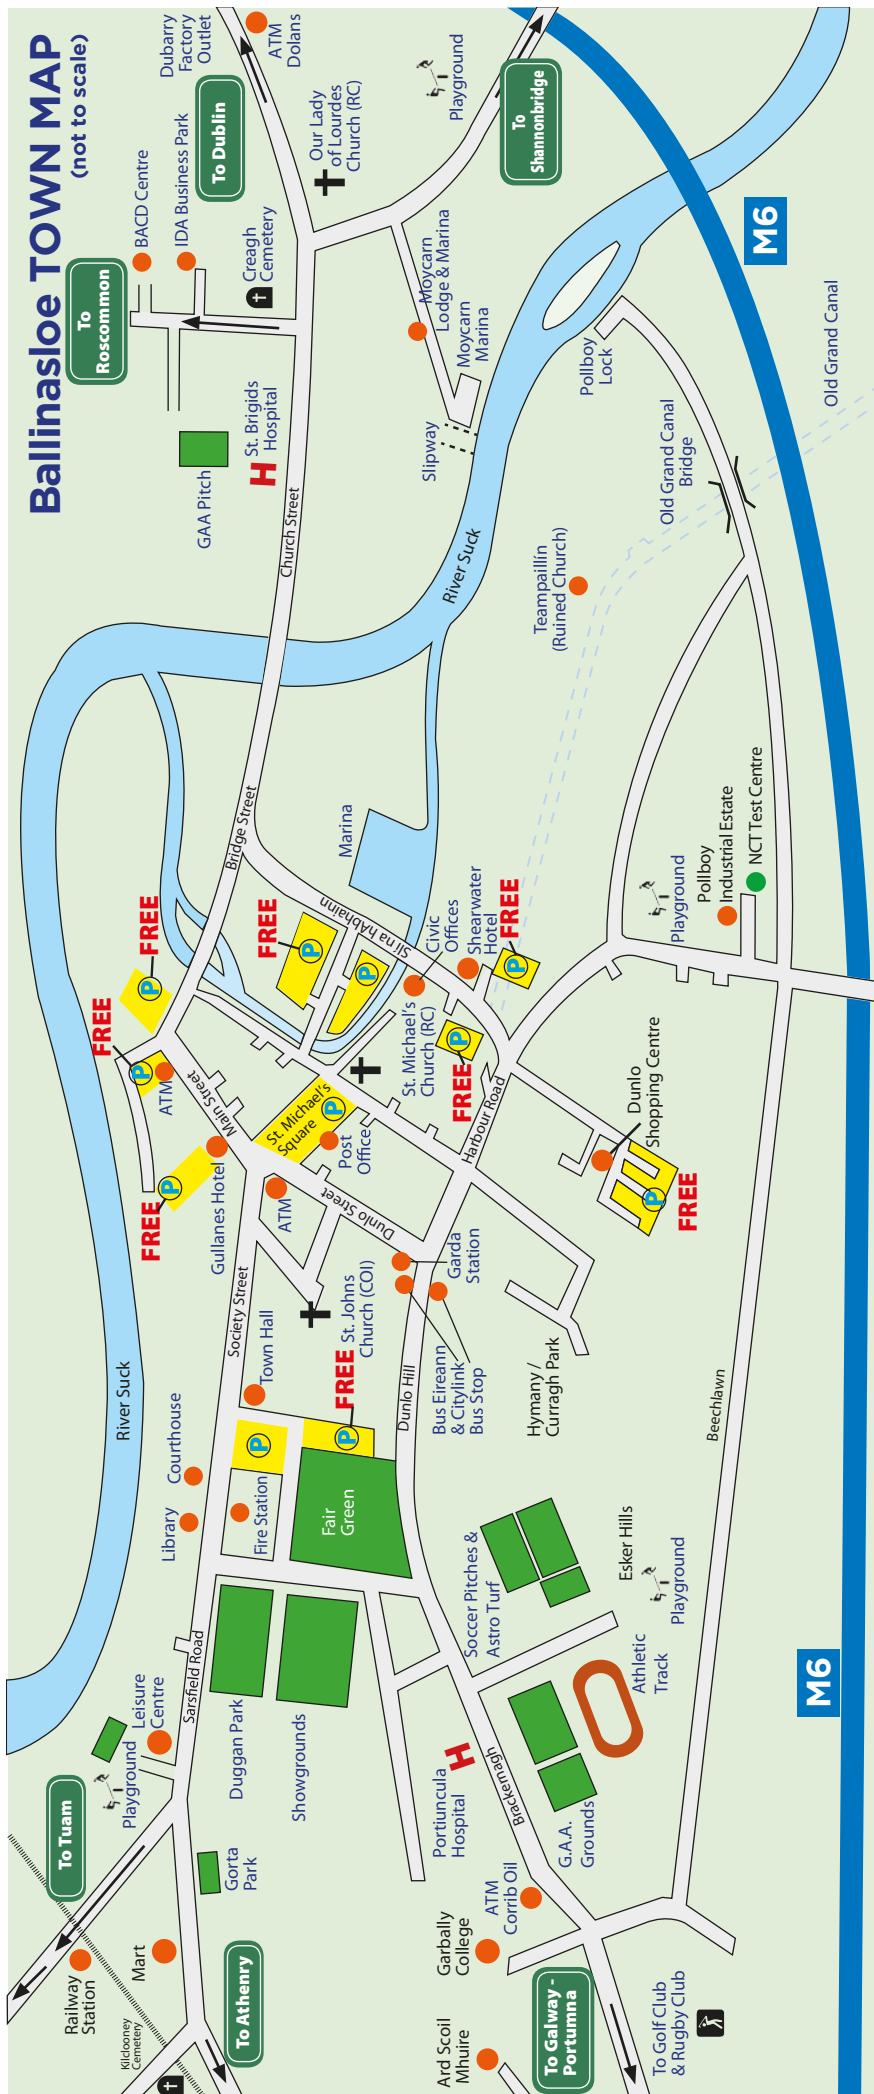 Ballinasloe TOWN MAP
(not to scale)
Dubarry
Factory
Outlet
ATM
Dolans
To Dublin
BACD Centre
IDA Business Park
To
Roscommon
Creagh
Cemetery
Our Lady
of Lourdes
Church (RC)
Playground
To
Shannonbridge
M6
Moycarn
Lodge & Marina
Moycarn
Marina
Slipway
Pollboy
Lock
Old Grand Canal
Old Grand Canal
Bridge
GAA Pitch
H
St. Brigids
Hospital
Church Street
River Suck
Teampaillín
(Ruined Church)
Bridge Street
Marina
Slí na hAbhainn
Civic
Offices
Shearwater
Hotel
FREE
P
FREE
P
FREE
P
P
FREE
P
ATM
Main Street
St. Michael's
Church (RC)
FREE
P
Playground
Pollboy
Industrial Estate
NCT Test Centre
Harbour Road
Dunlo
Shopping Centre
P
FREE
St. Michael's
Square
P
Post
Office
Gullanes Hotel
FREE
P
ATM
Dunlo Street
Society Street
Town Hall
St. Johns
Church (COI)
Garda
Station
Bus Eireann
& Citylink
Bus Stop
Dunlo Hill
Hymany /
Curragh Park
Beechlawn
River Suck
Courthouse
Library
P
FREE
P
Fire Station
Fair
Green
Soccer Pitches &
Astro Turf
Esker Hills
Playground
Athletic
Track
Sarsfield Road
Leisure
Centre
Playground
Duggan Park
Showgrounds
Portiuncula
Hospital
H
Brackernagh
G.A.A.
Grounds
M6
To Tuam
Gorta
Park
Mart
Railway
Station
Kilclooney
Cemetery
To Athenry
ATM
Corrib Oil
Garbally
College
Ard Scoil
Mhuire
To Galway -
Portumna
To Golf Club
& Rugby Club